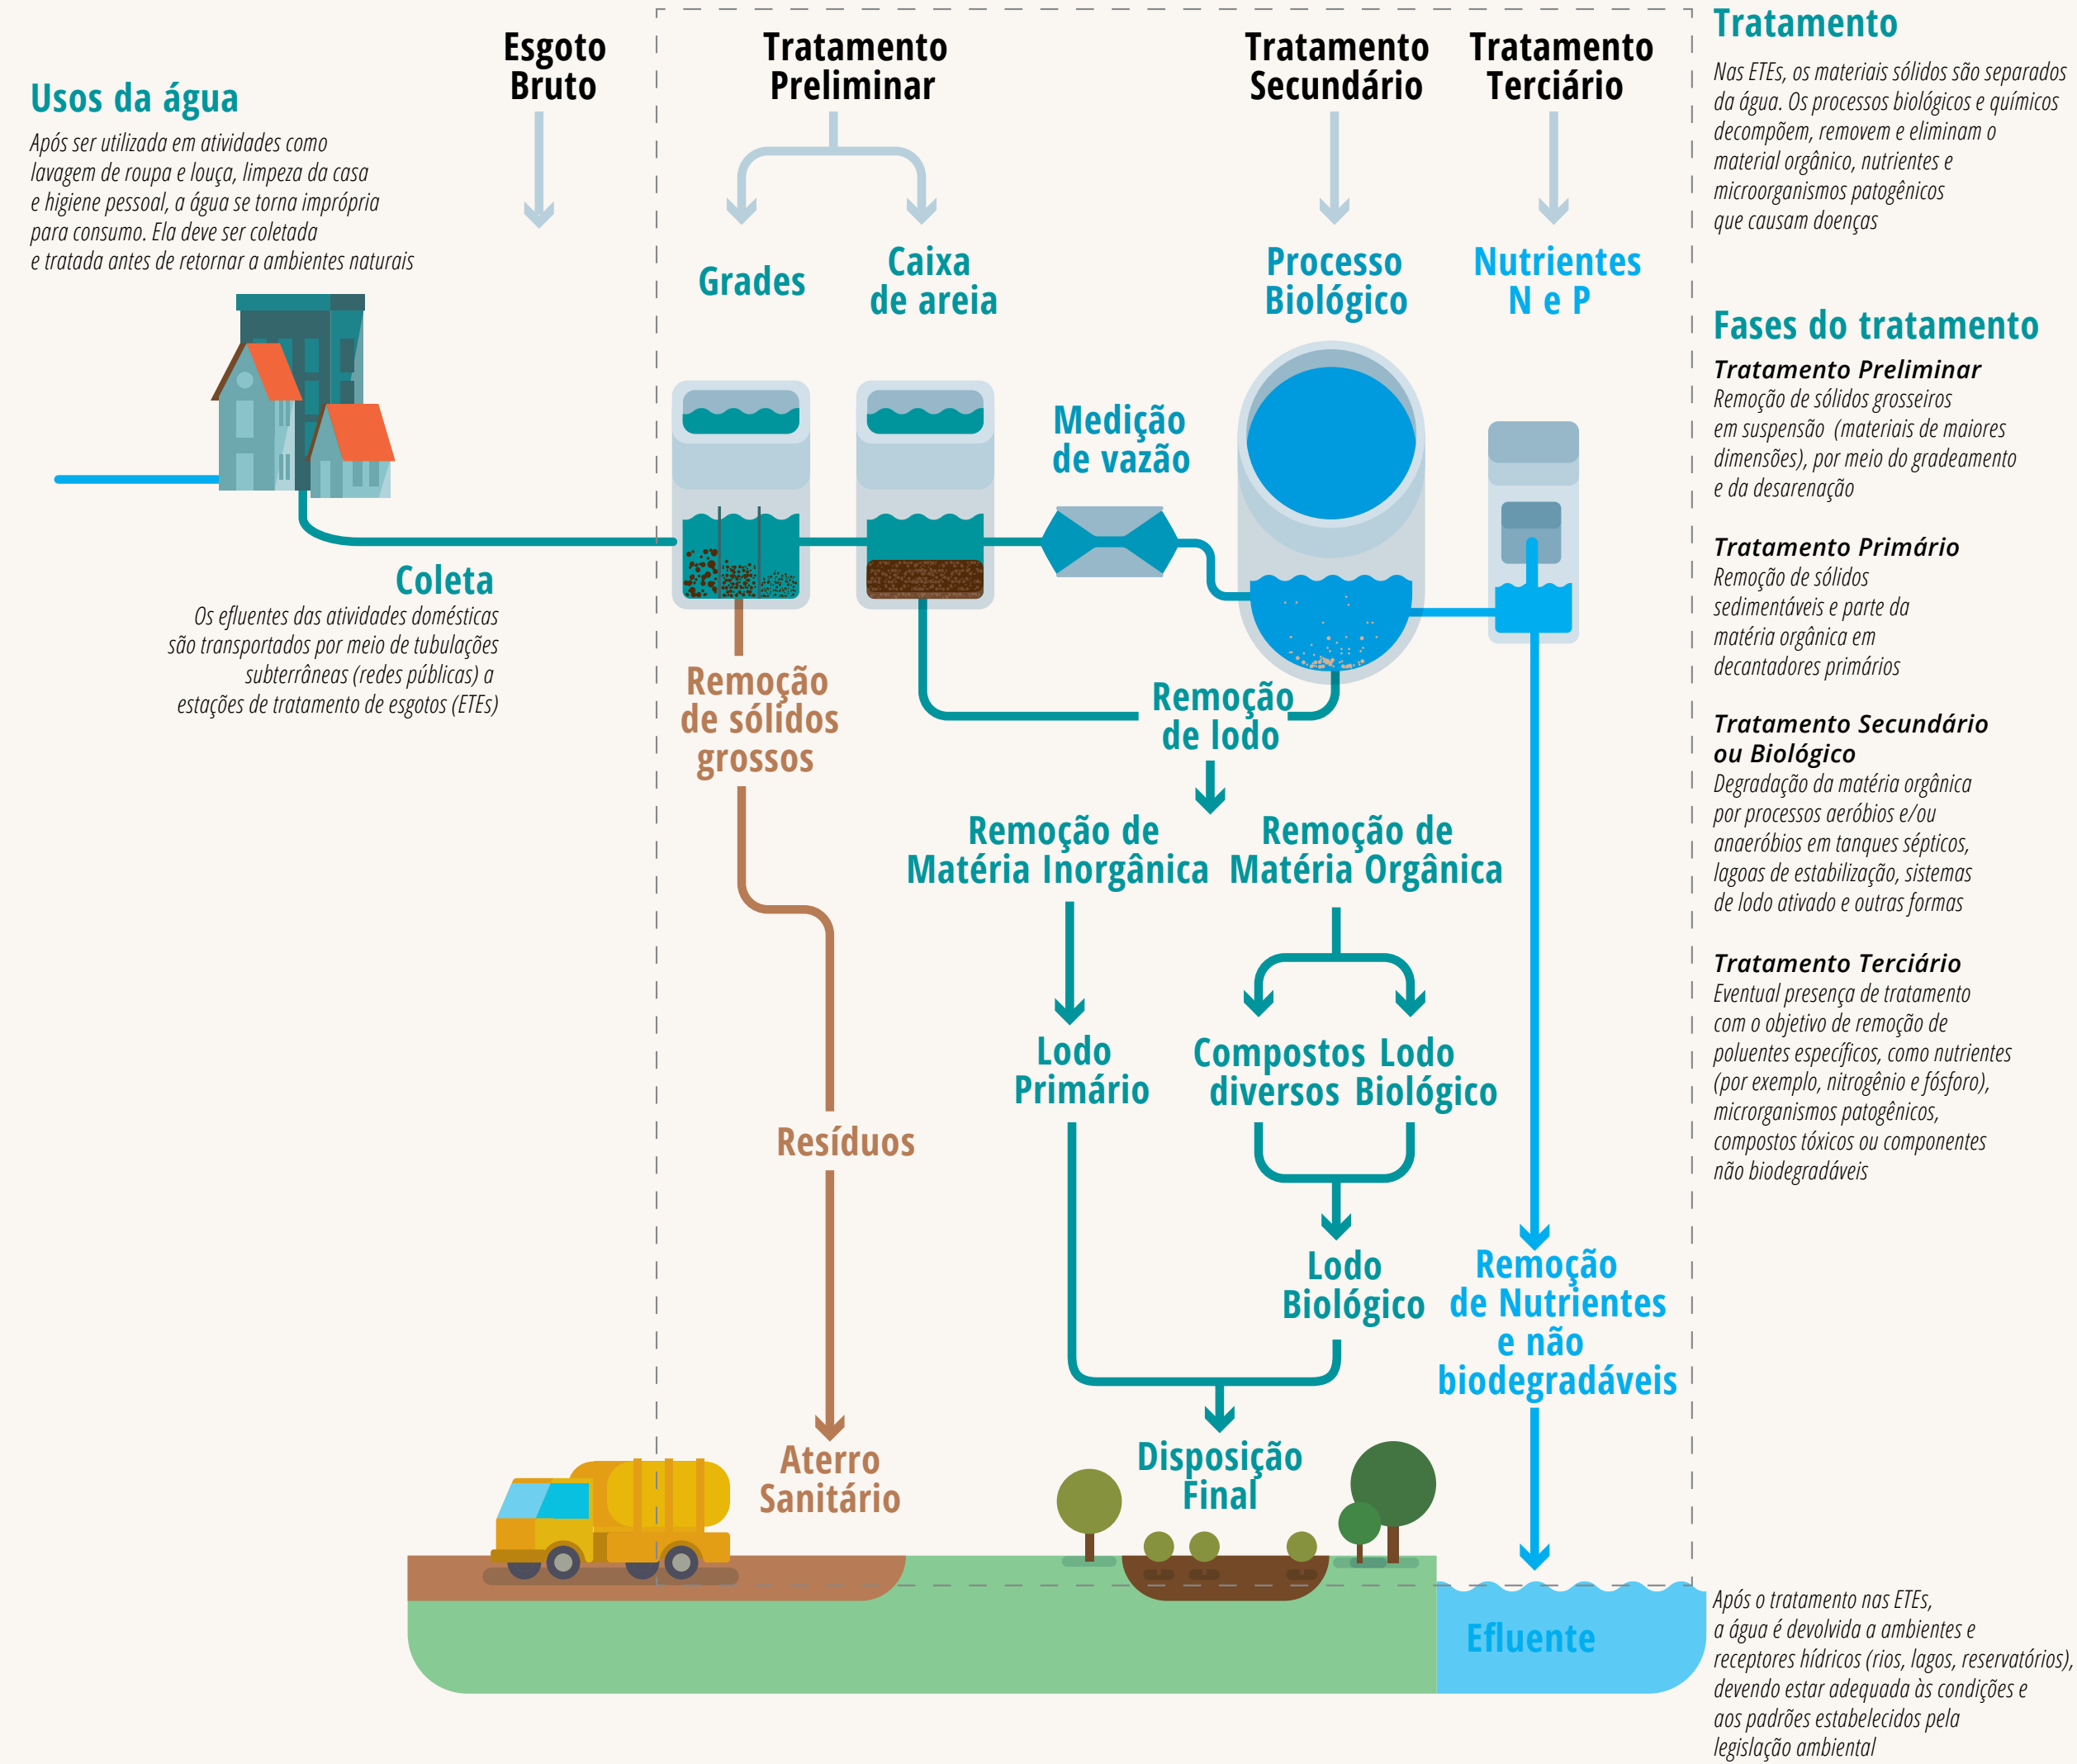 Usos da água
Após ser utilizada em atividades como
lavagem de roupa e louça, limpeza da casa
e higiene pessoal, a água se torna imprópria
para consumo. Ela deve ser coletada
e tratada antes de retornar a ambientes naturais
Coleta
Os efluentes das atividades domésticas
são transportados por meio de tubulações
subterrâneas (redes públicas) a
estações de tratamento de esgotos (ETEs)
Esgoto
Bruto
Tratamento
Preliminar
Tratamento
Secundário
Tratamento
Terciário
Grades
Caixa
de areia
Processo
Biológico
Nutrientes
N e P
Medição
de vazão
Remoção
de sólidos
grossos
Remoção
de lodo
Remoção de
Matéria Inorgânica
Remoção de
Matéria Orgânica
Lodo
Primário
Compostos
diversos
Lodo
Biológico
Resíduos
Lodo
Biológico
Remoção
de Nutrientes
e não
biodegradáveis
Aterro
Sanitário
Disposição
Final
Efluente
Tratamento
Nas ETEs, os materiais sólidos são separados
da água. Os processos biológicos e químicos
decompõem, removem e eliminam o
material orgânico, nutrientes e
microorganismos patogênicos
que causam doenças
Fases do tratamento
Tratamento Preliminar
Remoção de sólidos grosseiros
em suspensão (materiais de maiores
dimensões), por meio do gradeamento
e da desarenação
Tratamento Primário
Remoção de sólidos
sedimentáveis e parte da
matéria orgânica em
decantadores primários
Tratamento Secundário
ou Biológico
Degradação da matéria orgânica
por processos aeróbios e/ou
anaeróbios em tanques sépticos,
lagoas de estabilização, sistemas
de lodo ativado e outras formas
Tratamento Terciário
Eventual presença de tratamento
com o objetivo de remoção de
poluentes específicos, como nutrientes
(por exemplo, nitrogênio e fósforo),
microrganismos patogênicos,
compostos tóxicos ou componentes
não biodegradáveis
Após o tratamento nas ETEs,
a água é devolvida a ambientes e
receptores hídricos (rios, lagos, reservatórios),
devendo estar adequada às condições e
aos padrões estabelecidos pela
legislação ambiental